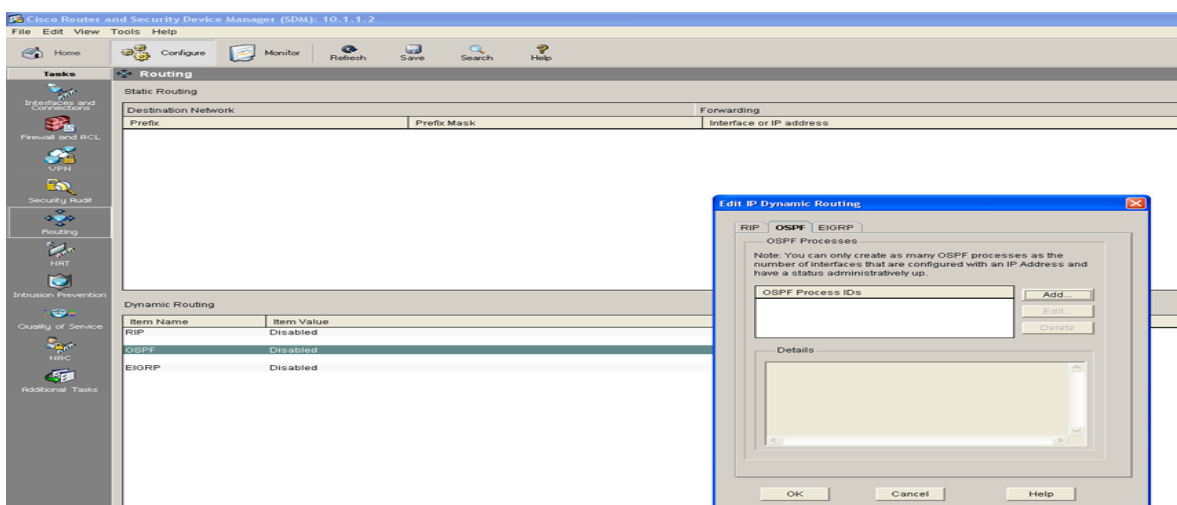 Cisco Router and Security Device Manager (SDM): 10.1.1.2
File Edit View Tools Help
Home Configure Monitor Refresh Save Search Help
Tasks
Routing
Interfaces and Connections
Firewall and ACL
VPN
Security Audit
Routing
NAT
Intrusion Prevention
Quality of Service
NAC
Additional Tasks
Static Routing
Destination Network Forwarding
Prefix Prefix Mask Interface or IP address
Dynamic Routing
Item Name Item Value
RIP Disabled
OSPF Disabled
EIGRP Disabled
Edit IP Dynamic Routing
RIP OSPF EIGRP
OSPF Processes
Note: You can only create as many OSPF processes as the
number of interfaces that are configured with an IP Address and
have a status administratively up.
OSPF Process IDs
Add...
Edit...
Delete
Details
OK Cancel Help